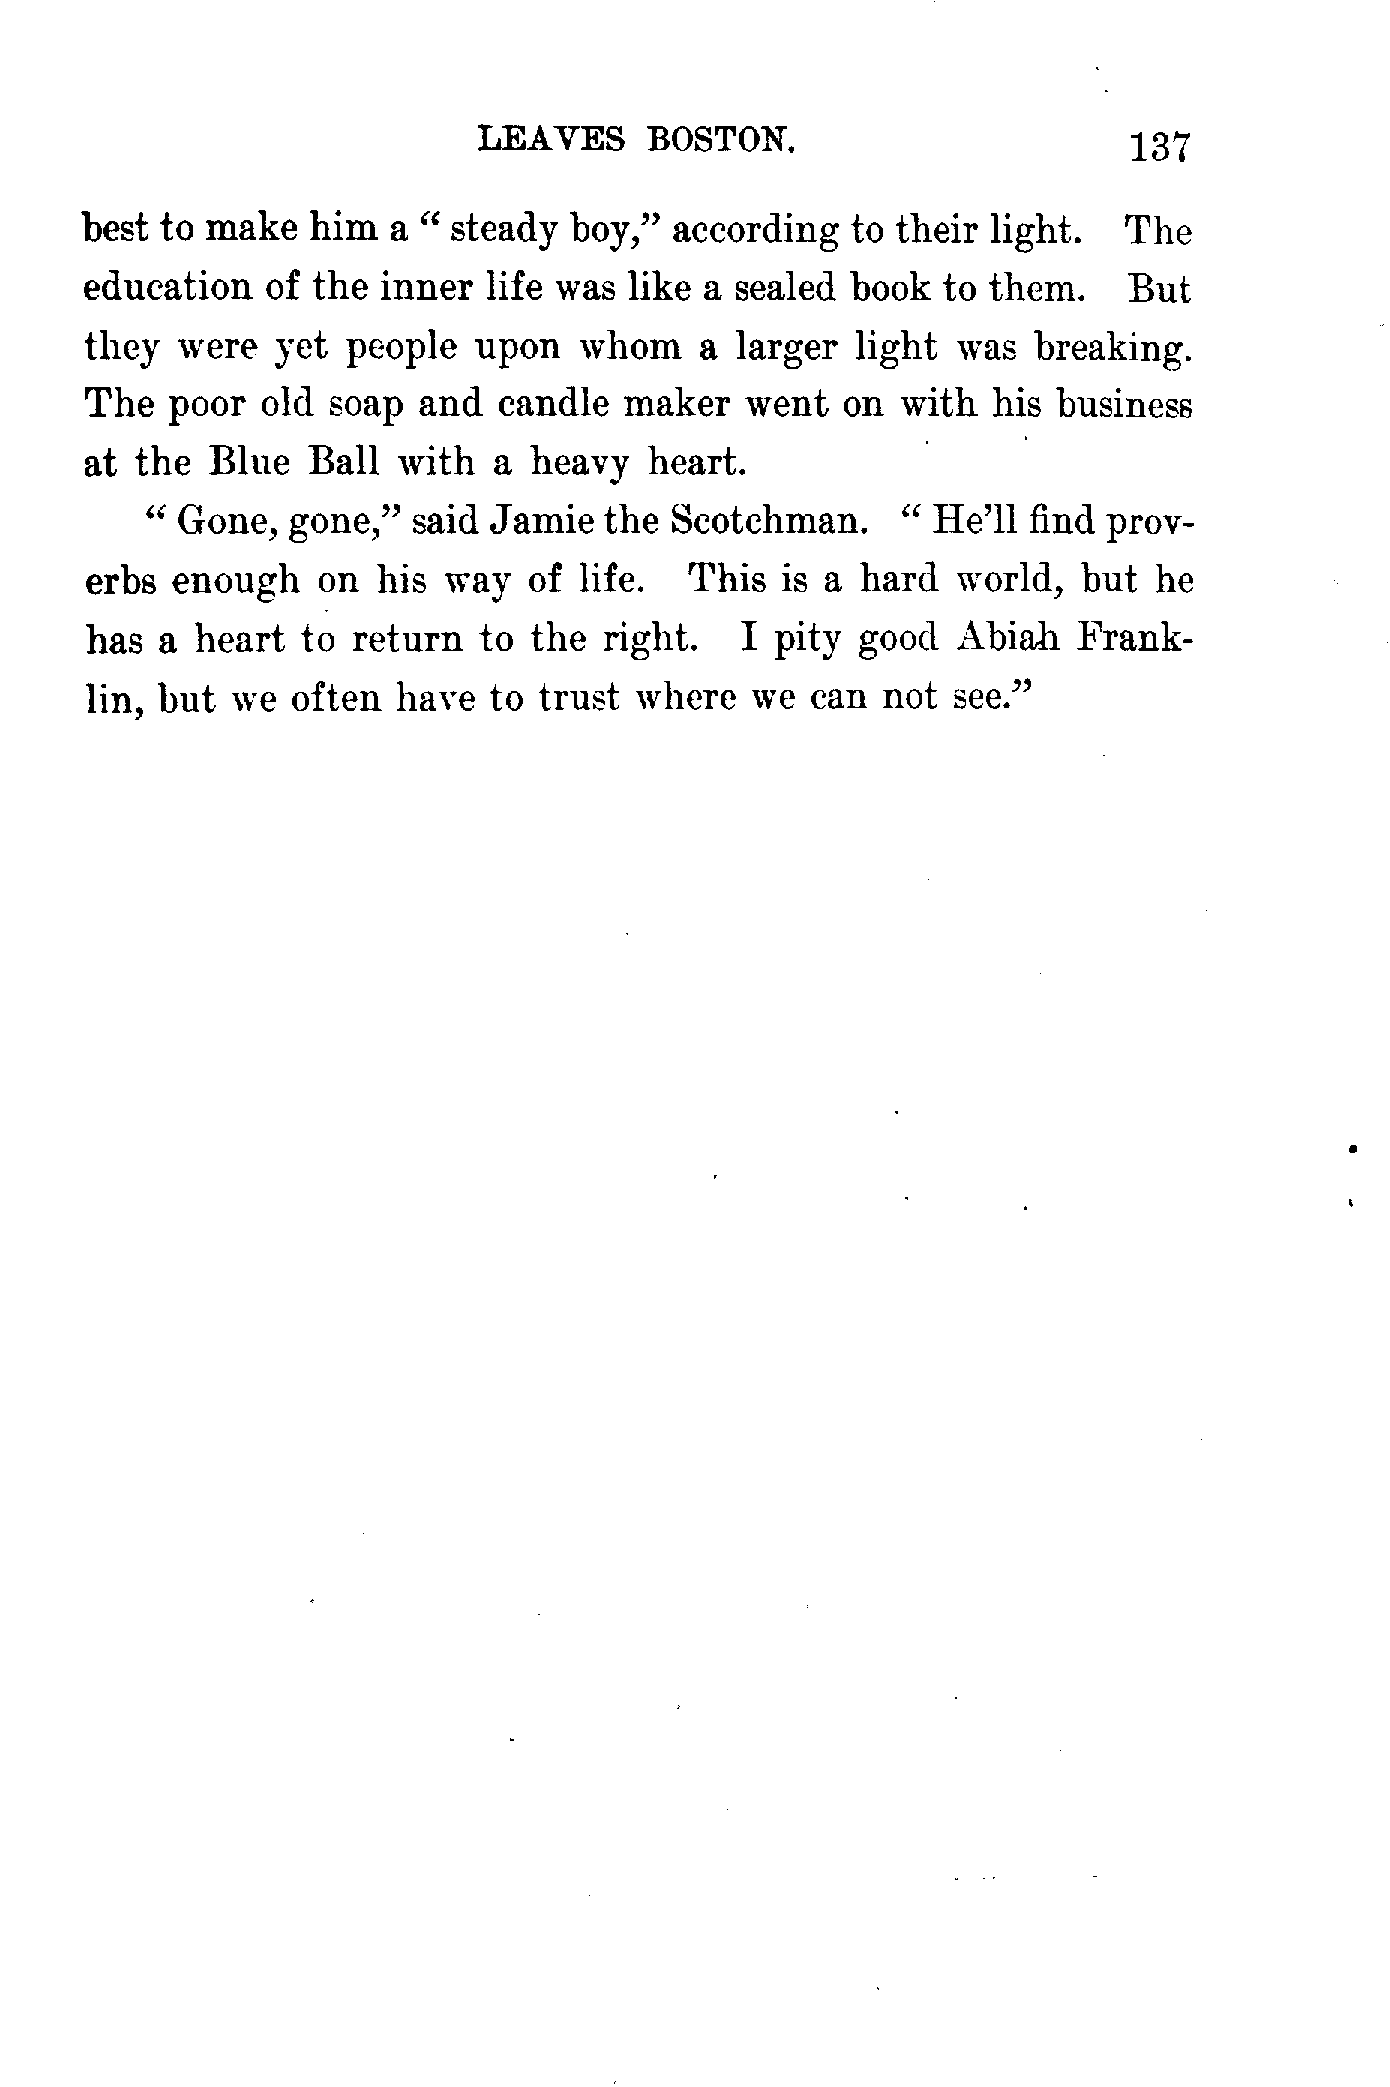 LEAVES BOSTON. 137
best to make him a “ steady boy,” according to their light. The
education of the inner life was like a sealed book to them. But
they were yet people upon whom a larger light was breaking.
The poor old soap and candle maker went on with his business
at the Blue Ball with a heavy heart.
“ Gone, gone,” said Jamie the Scotchman. “ He’ll find prov-
erbs enough on his way of life. This is a hard world, but he
has a heart to return to the right. I pity good Abiah Frank-
lin, but we often have to trust where we can not see.”